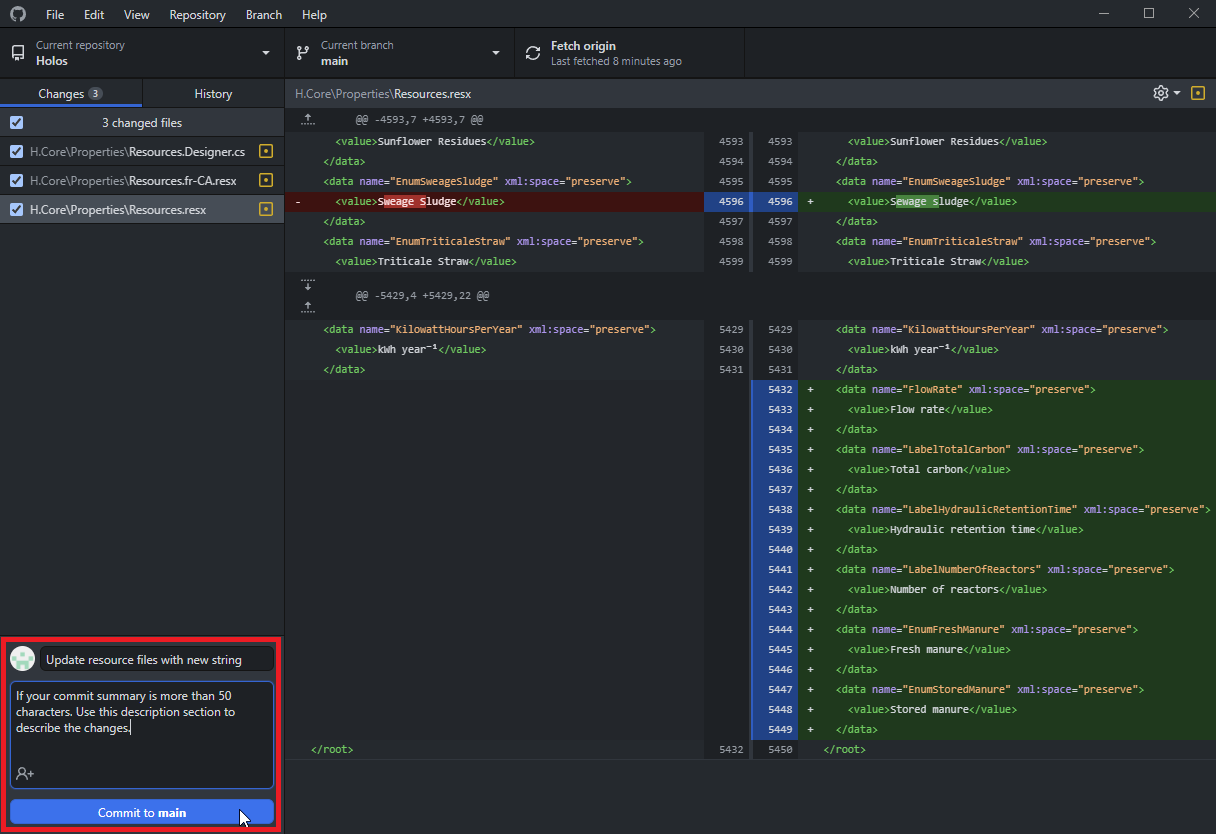 File Edit View Repository Branch Help
Current repository
Holos
Current branch
main
Fetch origin
Last fetched 8 minutes ago
Changes 3
History
3 changed files
H.Core\Properties\Resources.Designer.cs
H.Core\Properties\Resources.fr-CA.resx
H.Core\Properties\Resources.resx
Update resource files with new string
If your commit summary is more than 50
characters. Use this description section to
describe the changes.
Commit to main
H.Core\Properties\Resources.resx
@@ -4593,7 +4593,7 @@
<value>Sunflower Residues</value> 4593 4593 <value>Sunflower Residues</value>
</data> 4594 4594 </data>
<data name="EnumSweageSludge" xml:space="preserve"> 4595 4595 <data name="EnumSweageSludge" xml:space="preserve">
- <value>Sweage Sludge</value> 4596 4596 + <value>Sewage sludge</value>
</data> 4597 4597 </data>
<data name="EnumTriticaleStraw" xml:space="preserve"> 4598 4598 <data name="EnumTriticaleStraw" xml:space="preserve">
<value>Triticale Straw</value> 4599 4599 <value>Triticale Straw</value>
@@ -5429,4 +5429,22 @@
<data name="KilowattHoursPerYear" xml:space="preserve"> 5429 5429 <data name="KilowattHoursPerYear" xml:space="preserve">
<value>kWh year⁻¹</value> 5430 5430 <value>kWh year⁻¹</value>
</data> 5431 5431 </data>
5432 + <data name="FlowRate" xml:space="preserve">
5433 + <value>Flow rate</value>
5434 + </data>
5435 + <data name="LabelTotalCarbon" xml:space="preserve">
5436 + <value>Total carbon</value>
5437 + </data>
5438 + <data name="LabelHydraulicRetentionTime" xml:space="preserve">
5439 + <value>Hydraulic retention time</value>
5440 + </data>
5441 + <data name="LabelNumberOfReactors" xml:space="preserve">
5442 + <value>Number of reactors</value>
5443 + </data>
5444 + <data name="EnumFreshManure" xml:space="preserve">
5445 + <value>Fresh manure</value>
5446 + </data>
5447 + <data name="EnumStoredManure" xml:space="preserve">
5448 + <value>Stored manure</value>
5449 + </data>
</root> 5432 5450 </root>